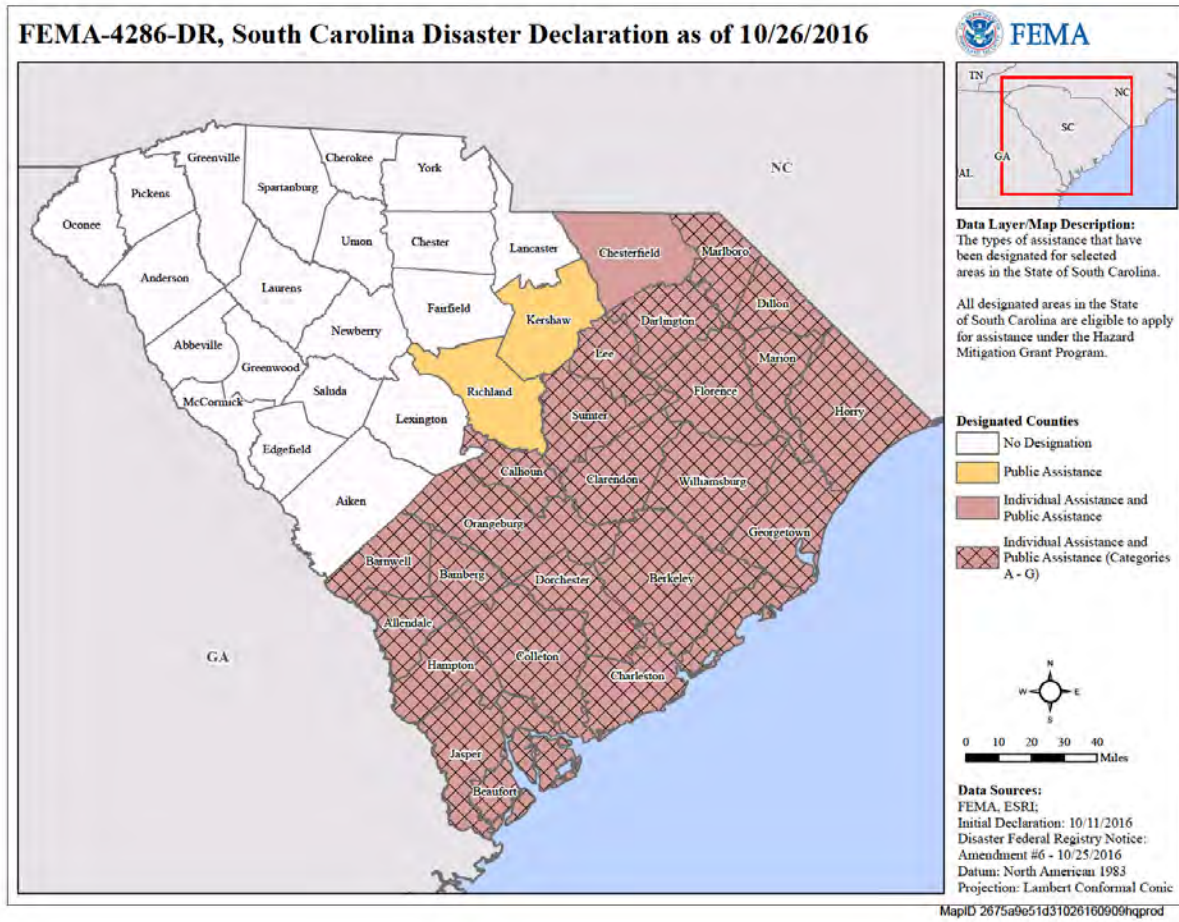 FEMA-4286-DR, South Carolina Disaster Declaration as of 10/26/2016
FEMA
TN
NC
SC
GA
AL
NC
GA
Greenville
Cherokee
York
Spartanburg
Pickens
Oconee
Union
Chester
Lancaster
Chesterfield
Marlboro
Anderson
Laurens
Fairfield
Kershaw
Darlington
Dillon
Newberry
Abbeville
Greenwood
Lee
Marion
Saluda
Richland
Florence
McCormick
Lexington
Sumter
Horry
Edgefield
Calhoun
Clarendon
Williamsburg
Aiken
Orangeburg
Georgetown
Barnwell
Bamberg
Dorchester
Berkeley
Allendale
Hampton
Colleton
Charleston
Jasper
Beaufort
Data Layer/Map Description:
The types of assistance that have
been designated for selected
areas in the State of South Carolina.
All designated areas in the State
of South Carolina are eligible to apply
for assistance under the Hazard
Mitigation Grant Program.
Designated Counties
No Designation
Public Assistance
Individual Assistance and
Public Assistance
Individual Assistance and
Public Assistance (Categories
A - G)
N
W
E
S
0 10 20 30 40
Miles
Data Sources:
FEMA, ESRI;
Initial Declaration: 10/11/2016
Disaster Federal Registry Notice:
Amendment #6 - 10/25/2016
Datum: North American 1983
Projection: Lambert Conformal Conic
MapID 2675a9e51d31026160909hqprod